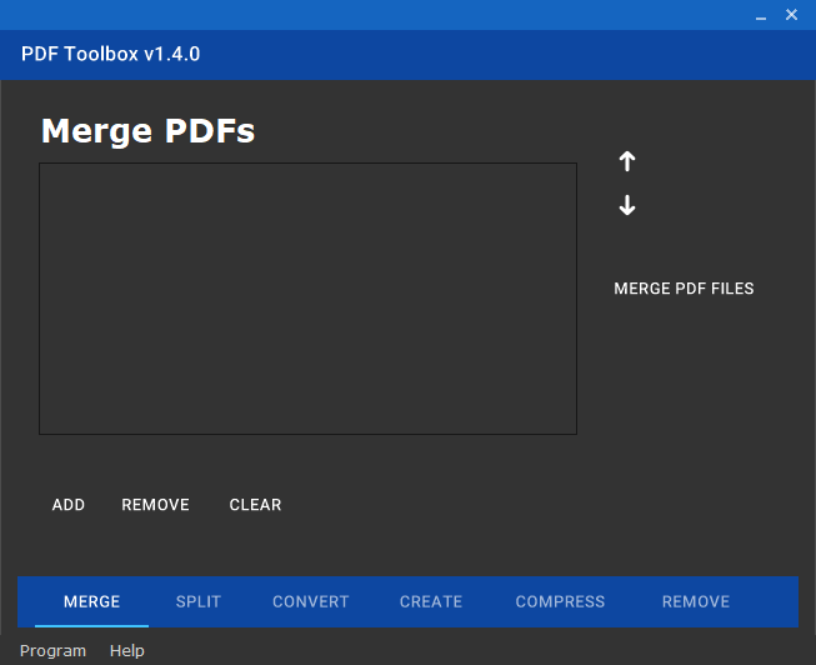 PDF Toolbox v1.4.0
Merge PDFs
MERGE PDF FILES
ADD REMOVE CLEAR
MERGE SPLIT CONVERT CREATE COMPRESS REMOVE
Program Help